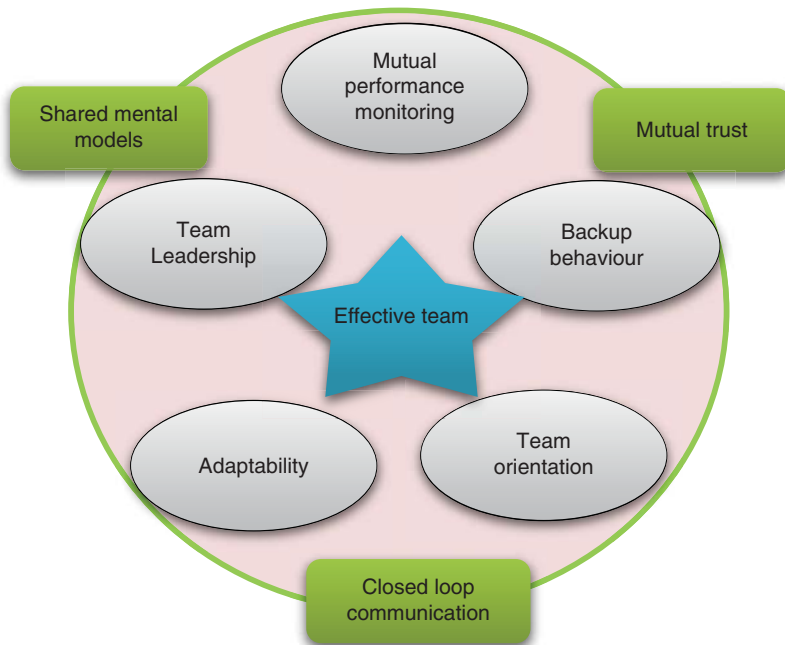 Mutual
performance
monitoring
Shared mental
models
Mutual trust
Team
Leadership
Backup
behaviour
Effective team
Adaptability
Team
orientation
Closed loop
communication